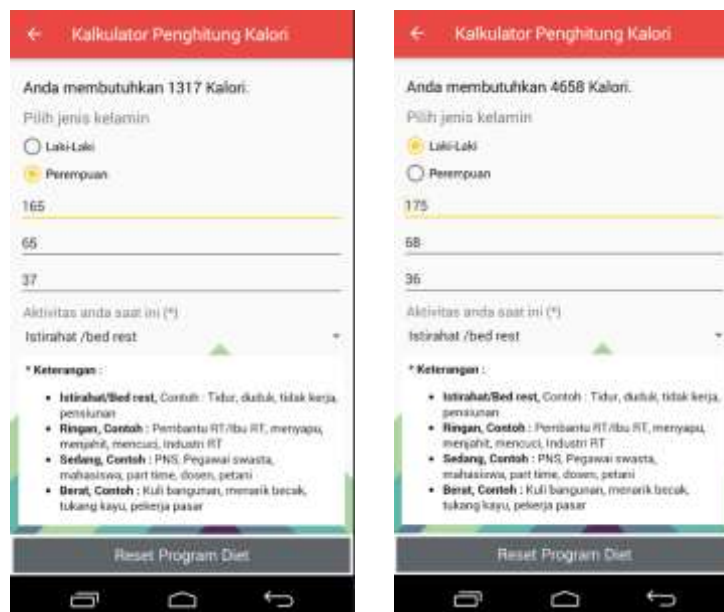 Kalkulator Penghitung Kalori
Anda membutuhkan 1317 Kalori.
Pilih jenis kelamin
Laki-Laki
Perempuan
165
65
37
Aktivitas anda saat ini (*)
Istirahat /bed rest
* Keterangan :
• Istirahat/Bed rest, Contoh : Tidur, duduk, tidak kerja,
pensiunan
• Ringan, Contoh : Pembantu RT/Ibu RT, menyapu,
menjahit, mencuci, Industri RT
• Sedang, Contoh : PNS, Pegawai swasta,
mahasiswa, part time, dosen, petani
• Berat, Contoh : Kuli bangunan, menarik becak,
tukang kayu, pekerja pasar
Reset Program Diet
Kalkulator Penghitung Kalori
Anda membutuhkan 4658 Kalori.
Pilih jenis kelamin
Laki-Laki
Perempuan
175
68
36
Aktivitas anda saat ini (*)
Istirahat /bed rest
* Keterangan :
• Istirahat/Bed rest, Contoh : Tidur, duduk, tidak kerja,
pensiunan
• Ringan, Contoh : Pembantu RT/Ibu RT, menyapu,
menjahit, mencuci, Industri RT
• Sedang, Contoh : PNS, Pegawai swasta,
mahasiswa, part time, dosen, petani
• Berat, Contoh : Kuli bangunan, menarik becak,
tukang kayu, pekerja pasar
Reset Program Diet